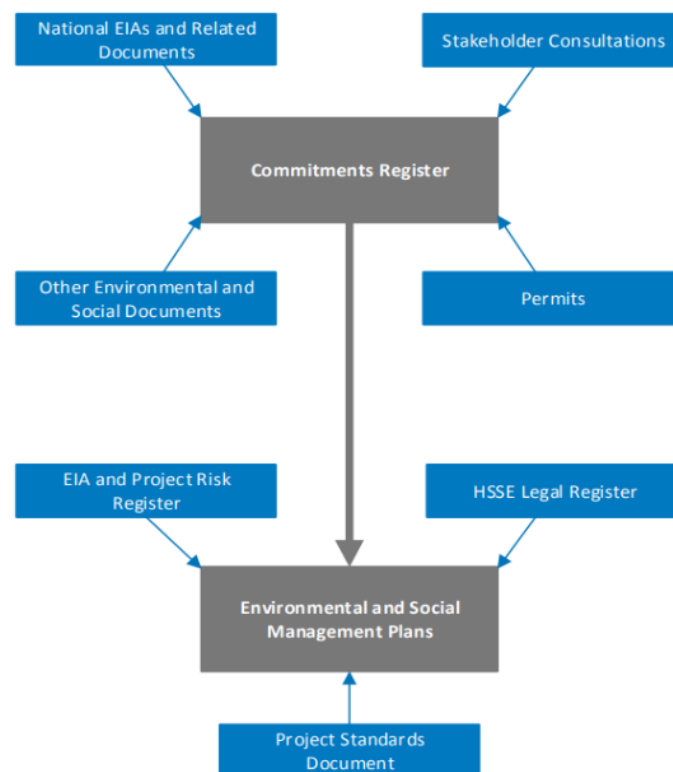 National EIAs and Related
Documents
Stakeholder Consultations
Commitments Register
Other Environmental and
Social Documents
Permits
EIA and Project Risk
Register
HSSE Legal Register
Environmental and Social
Management Plans
Project Standards
Document